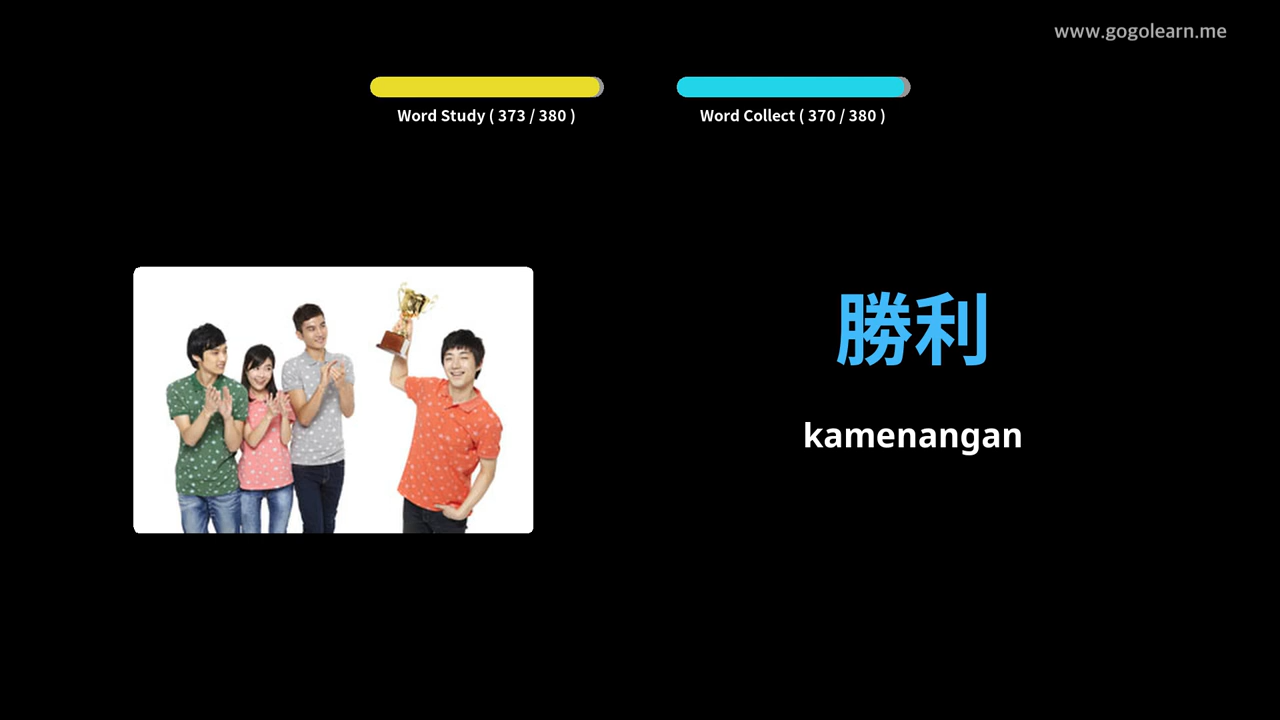 www.gogolearn.me
Word Study ( 373 / 380 )
Word Collect ( 370 / 380 )
勝利
kamenangan